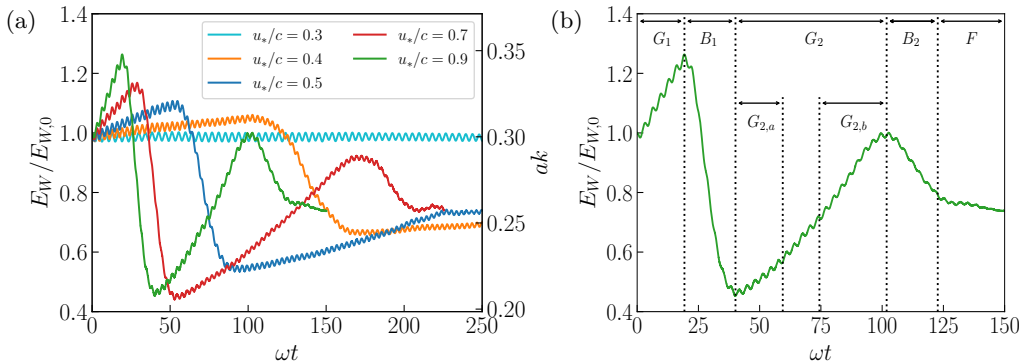 (a)
E_W/E_{W,0}
1.4
1.2
1.0
0.8
0.6
0.4
0
50
100
150
200
250
ωt
u_*/c = 0.3
u_*/c = 0.4
u_*/c = 0.5
u_*/c = 0.7
u_*/c = 0.9
0.35
0.30
0.25
0.20
ak
(b)
E_W/E_{W,0}
1.4
1.2
1.0
0.8
0.6
0.4
0
25
50
75
100
125
150
ωt
G_1
B_1
G_2
B_2
F
G_{2,a}
G_{2,b}